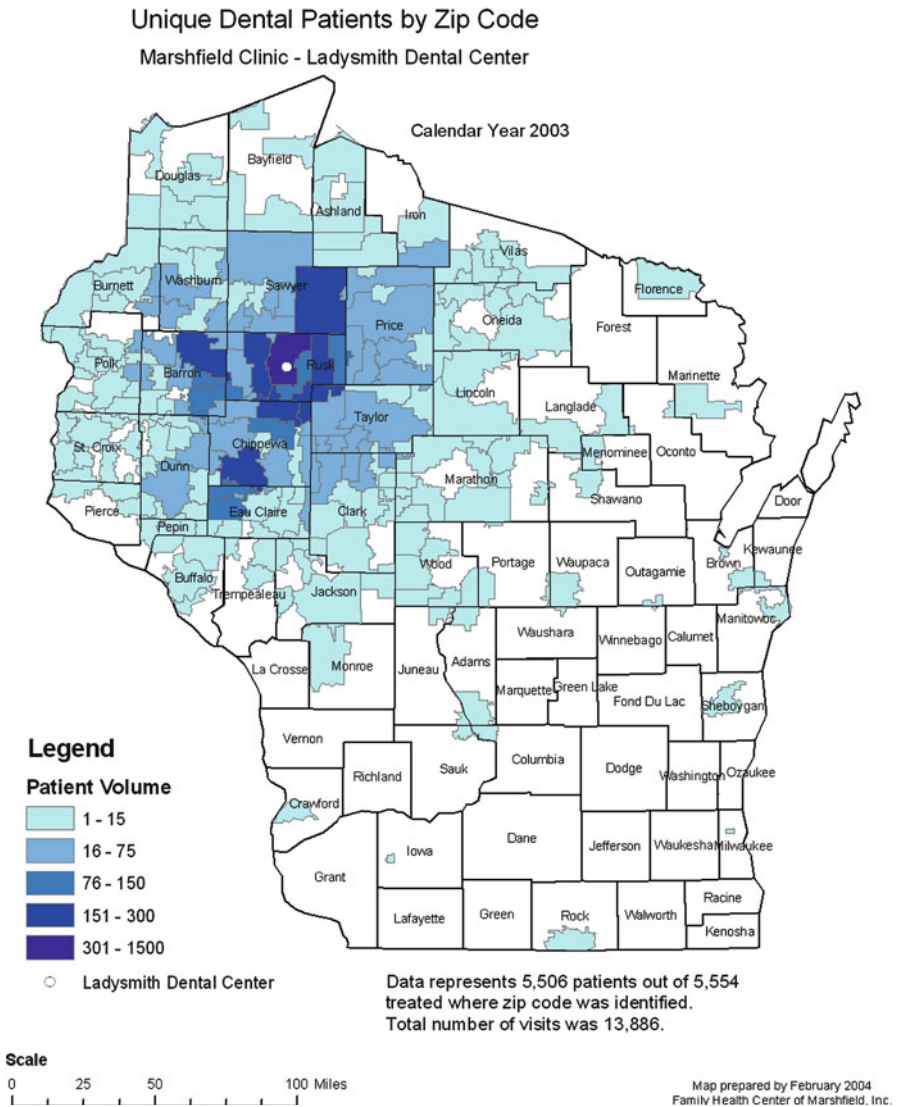 Unique Dental Patients by Zip Code
Marshfield Clinic - Ladysmith Dental Center
Calendar Year 2003
Bayfield
Douglas
Ashland
Iron
Vilas
Washburn
Burnett
Sawyer
Florence
Price
Oneida
Forest
Polk
Barron
Rusk
Marinette
Lincoln
Langlade
Taylor
Chippewa
St. Croix
Menominee
Oconto
Dunn
Marathon
Shawano
Door
Pierce
Eau Claire
Clark
Pepin
Kewaunee
Wood
Portage
Waupaca
Brown
Outagamie
Buffalo
Trempealeau
Jackson
Manitowoc
Waushara
Winnebago
Calumet
La Crosse
Monroe
Juneau
Adams
Marquette
Green Lake
Fond Du Lac
Sheboygan
Vernon
Columbia
Dodge
Sauk
Richland
Washington
Ozaukee
Crawford
Dane
Iowa
Jefferson
Waukesha
Milwaukee
Grant
Racine
Lafayette
Green
Rock
Walworth
Kenosha
Legend
Patient Volume
1 - 15
16 - 75
76 - 150
151 - 300
301 - 1500
Ladysmith Dental Center
Data represents 5,506 patients out of 5,554
treated where zip code was identified.
Total number of visits was 13,886.
Scale
0 25 50 100 Miles
Map prepared by February 2004
Family Health Center of Marshfield, Inc.